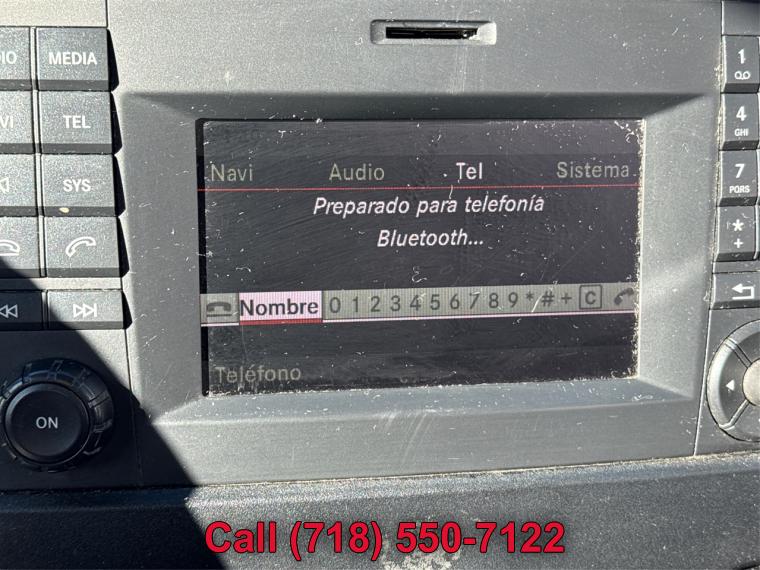 MEDIA
TEL
SYS
ON
Navi Audio Tel Sistema
Preparado para telefonía
Bluetooth...
Nombre 0 1 2 3 4 5 6 7 8 9 * # + C
Teléfono
1
4
GHI
7
PQRS
*
+
Call (718) 550-7122